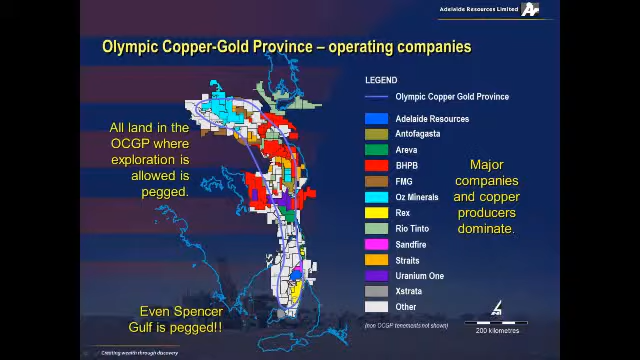 Adelaide Resources Limited
Olympic Copper-Gold Province – operating companies
All land in the
OCGP where
exploration is
allowed is
pegged.
Even Spencer
Gulf is pegged!!
LEGEND
Olympic Copper Gold Province
Adelaide Resources
Antofagasta
Areva
BHPB
FMG
Oz Minerals
Rex
Rio Tinto
Sandfire
Straits
Uranium One
Xstrata
Other
(non OCGP tenements not shown)
Major
companies
and copper
producers
dominate.
200 kilometres
Creating wealth through discovery